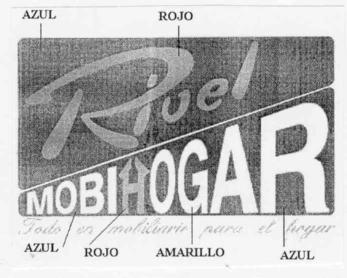 AZUL ROJO
Rivel
MOBIHOGAR
Todo en mobiliario para el hogar
AZUL ROJO AMARILLO AZUL